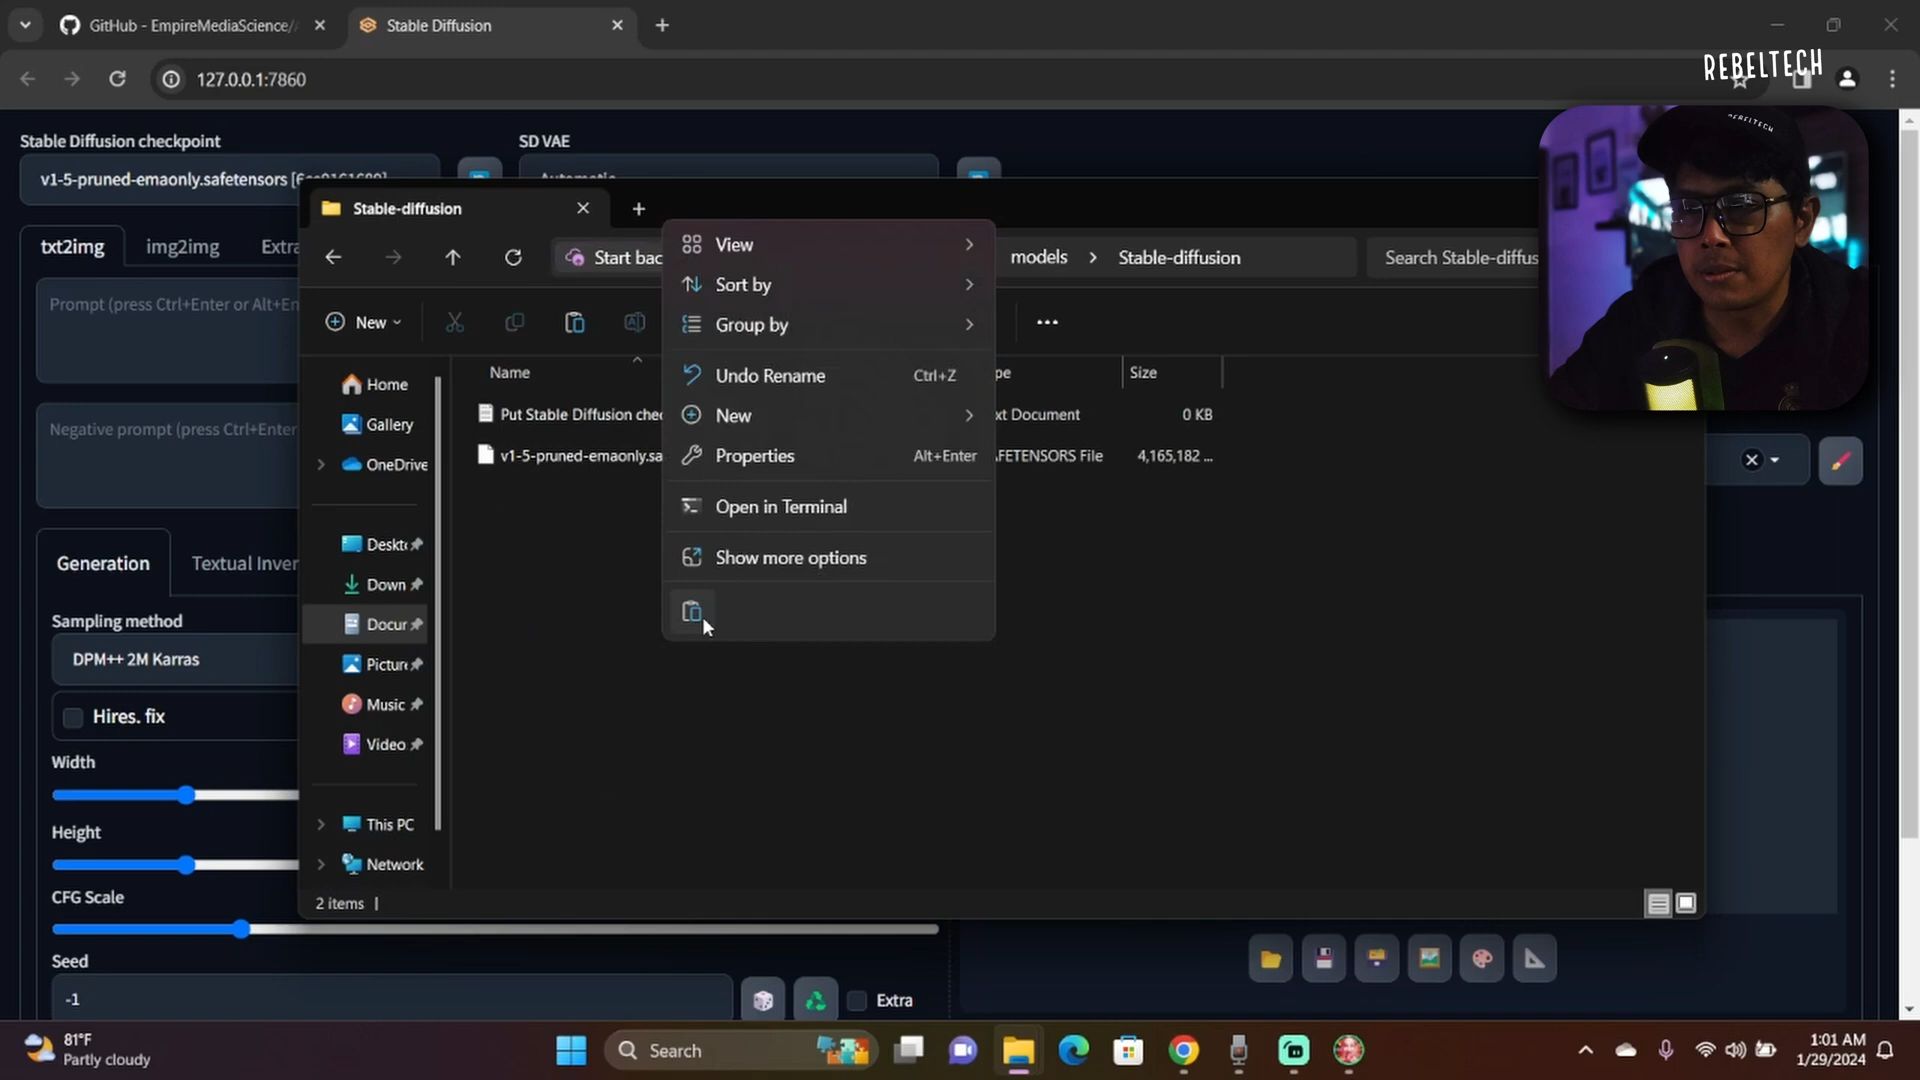 GitHub - EmpireMediaScience/
Stable Diffusion
127.0.0.1:7860
REBELTECH
REBELTECH
Stable Diffusion checkpoint
SD VAE
v1-5-pruned-emaonly.safetensors
Automatic
txt2img
img2img
Extra
Prompt (press Ctrl+Enter or Alt+En
Negative prompt (press Ctrl+Enter
Generation
Textual Inver
Sampling method
DPM++ 2M Karras
Hires. fix
Width
Height
CFG Scale
Seed
-1
Extra
Stable-diffusion
Start bac
models
Stable-diffusion
Search Stable-diffus
New
Name
pe
Size
Put Stable Diffusion chec
xt Document
0 KB
v1-5-pruned-emaonly.sa
FETENSORS File
4,165,182 ...
Home
Gallery
OneDrive
Deskto
Down
Docur
Picture
Music
Video
This PC
Network
2 items
View
Sort by
Group by
Undo Rename
Ctrl+Z
New
Properties
Alt+Enter
Open in Terminal
Show more options
81°F
Partly cloudy
Search
1:01 AM
1/29/2024